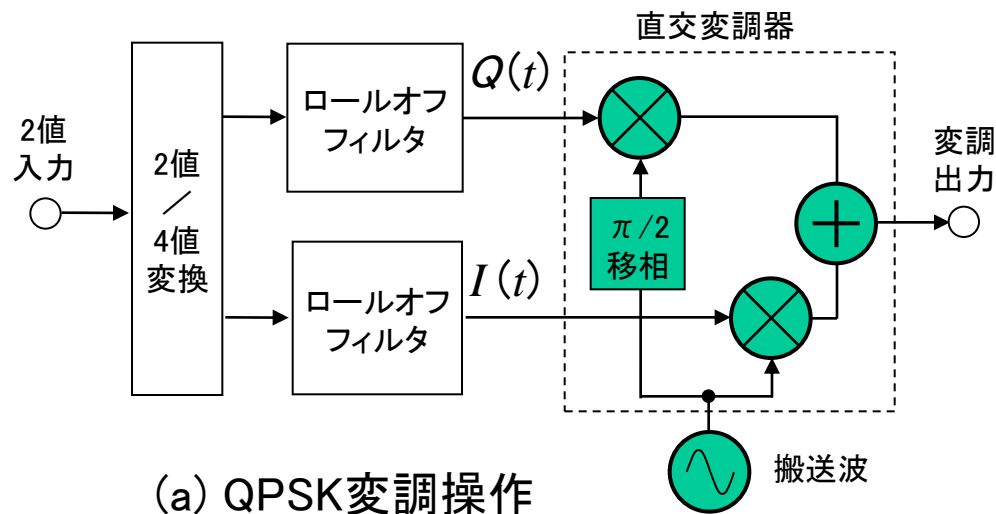 直交変調器
2値
入力
2値
／
4値
変換
ロールオフ
フィルタ
Q(t)
ロールオフ
フィルタ
I(t)
π/2
移相
変調
出力
搬送波
(a) QPSK変調操作